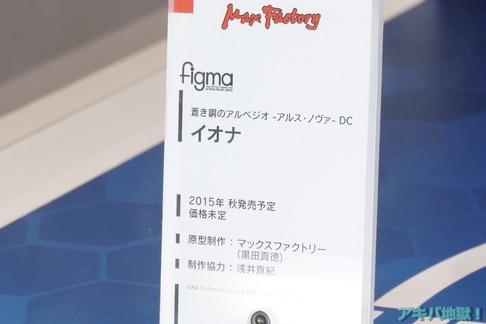 Max Factory
figma
蒼き鋼のアルペジオ -アルス・ノヴァ- DC
イオナ
2015年 秋発売予定
価格未定
原型制作：マックスファクトリー
（黒田真徳）
制作協力：浅井真紀
アキバ地獄！